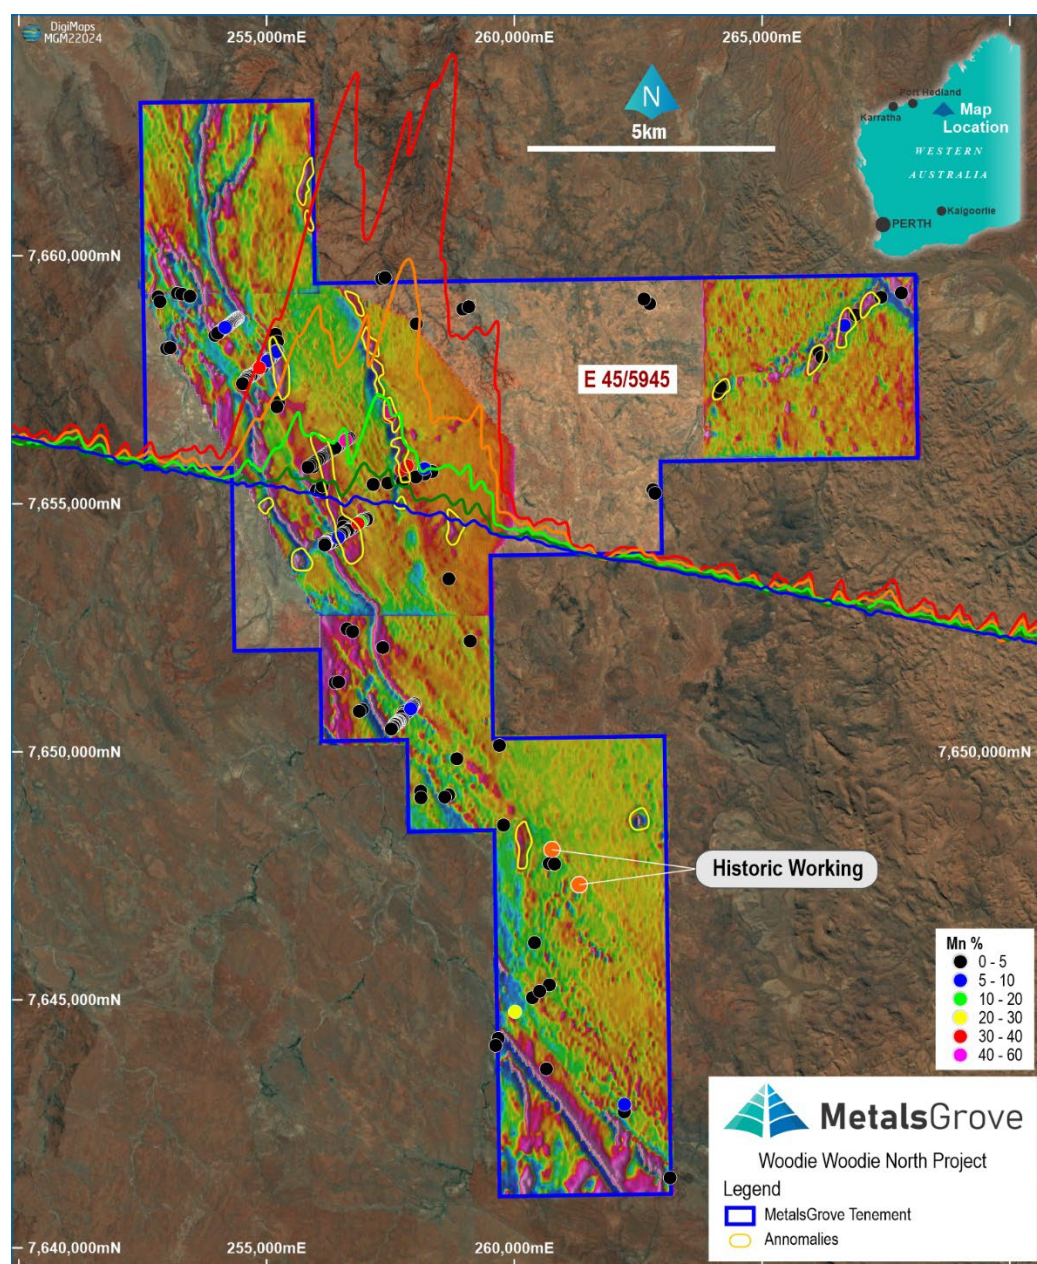 DigiMaps
MGM22024
255,000mE
260,000mE
265,000mE
N
5km
Port Hedland
Karratha
Map
Location
WESTERN
AUSTRALIA
Kalgoorlie
PERTH
7,660,000mN
E 45/5945
7,655,000mN
7,650,000mN
7,650,000mN
Historic Working
Mn %
0 - 5
5 - 10
10 - 20
20 - 30
30 - 40
40 - 60
7,645,000mN
MetalsGrove
Woodie Woodie North Project
Legend
MetalsGrove Tenement
Annomalies
7,640,000mN
255,000mE
260,000mE